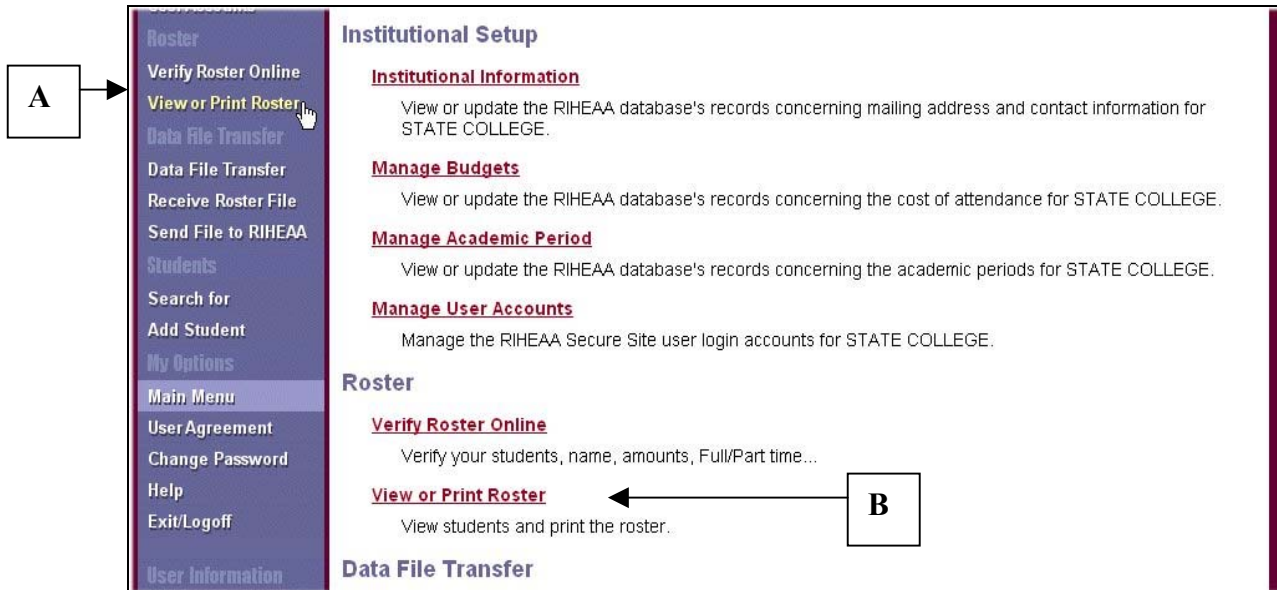 A
Roster
Verify Roster Online
View or Print Roster
Data File Transfer
Data File Transfer
Receive Roster File
Send File to RIHEAA
Students
Search for
Add Student
My Options
Main Menu
User Agreement
Change Password
Help
Exit/Logoff
User Information
Institutional Setup
Institutional Information
View or update the RIHEAA database's records concerning mailing address and contact information for
STATE COLLEGE.
Manage Budgets
View or update the RIHEAA database's records concerning the cost of attendance for STATE COLLEGE.
Manage Academic Period
View or update the RIHEAA database's records concerning the academic periods for STATE COLLEGE.
Manage User Accounts
Manage the RIHEAA Secure Site user login accounts for STATE COLLEGE.
Roster
Verify Roster Online
Verify your students, name, amounts, Full/Part time...
View or Print Roster
View students and print the roster.
B
Data File Transfer